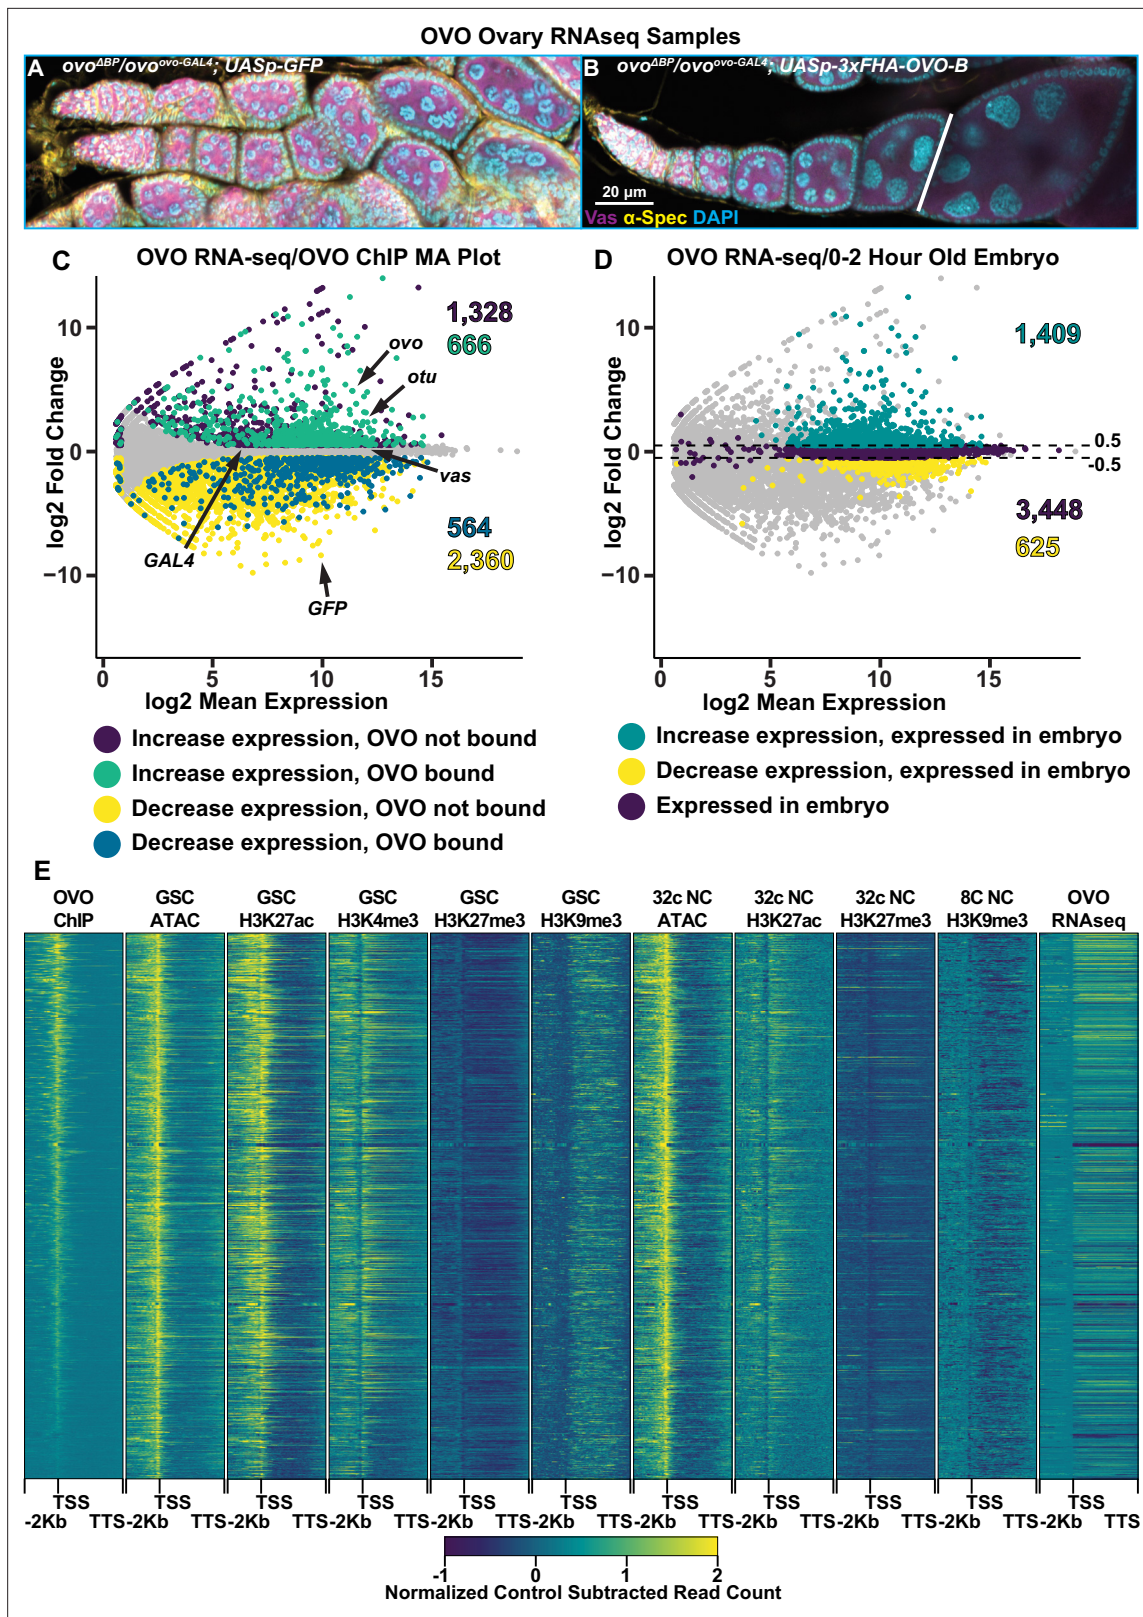 OVO Ovary RNAseq Samples
A ovoΔBP/ovoovo-GAL4; UASp-GFP
B ovoΔBP/ovoovo-GAL4; UASp-3xFHA-OVO-B
20 μm
Vas α-Spec DAPI
C OVO RNA-seq/OVO ChIP MA Plot
1,328
666
ovo
otu
vas
GAL4
GFP
564
2,360
10
0
−10
log2 Fold Change
0 5 10 15
log2 Mean Expression
Increase expression, OVO not bound
Increase expression, OVO bound
Decrease expression, OVO not bound
Decrease expression, OVO bound
D OVO RNA-seq/0-2 Hour Old Embryo
1,409
0.5
-0.5
3,448
625
10
0
−10
log2 Fold Change
0 5 10 15
log2 Mean Expression
Increase expression, expressed in embryo
Decrease expression, expressed in embryo
Expressed in embryo
E
OVO ChIP
GSC ATAC
GSC H3K27ac
GSC H3K4me3
GSC H3K27me3
GSC H3K9me3
32c NC ATAC
32c NC H3K27ac
32c NC H3K27me3
8C NC H3K9me3
OVO RNAseq
TSS TSS TSS TSS TSS TSS TSS TSS TSS TSS TSS
-2Kb TTS-2Kb TTS-2Kb TTS-2Kb TTS-2Kb TTS-2Kb TTS-2Kb TTS-2Kb TTS-2Kb TTS-2Kb TTS-2Kb TTS
-1 0 1 2
Normalized Control Subtracted Read Count